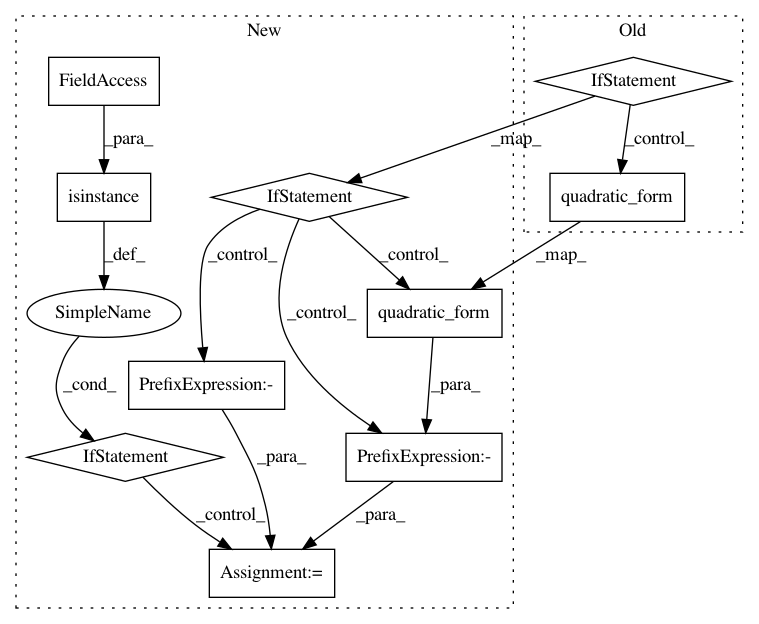 New
Old
FieldAccess
IfStatement
_para_
_map_
_control_
isinstance
IfStatement
quadratic_form
_def_
_control_
_control_
_map_
SimpleName
_control_
quadratic_form
_cond_
PrefixExpression:-
_para_
IfStatement
_para_
PrefixExpression:-
_control_
_para_
Assignment:=